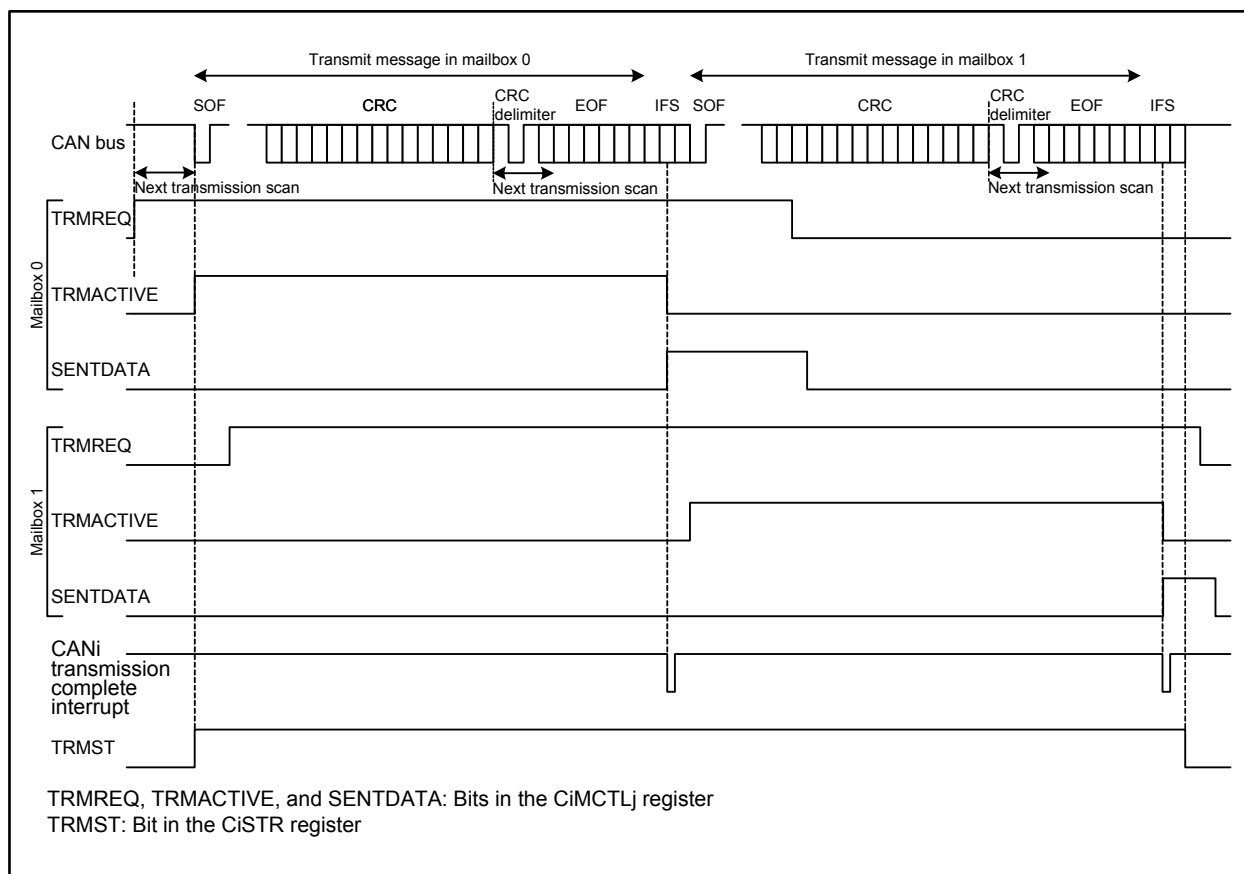 Transmit message in mailbox 0 Transmit message in mailbox 1
SOF CRC CRC delimiter EOF IFS SOF CRC CRC delimiter EOF IFS
CAN bus
Next transmission scan Next transmission scan Next transmission scan
Mailbox 0
TRMREQ
TRMACTIVE
SENTDATA
Mailbox 1
TRMREQ
TRMACTIVE
SENTDATA
CANi
transmission
complete
interrupt
TRMST
TRMREQ, TRMACTIVE, and SENTDATA: Bits in the CiMCTLj register
TRMST: Bit in the CiSTR register